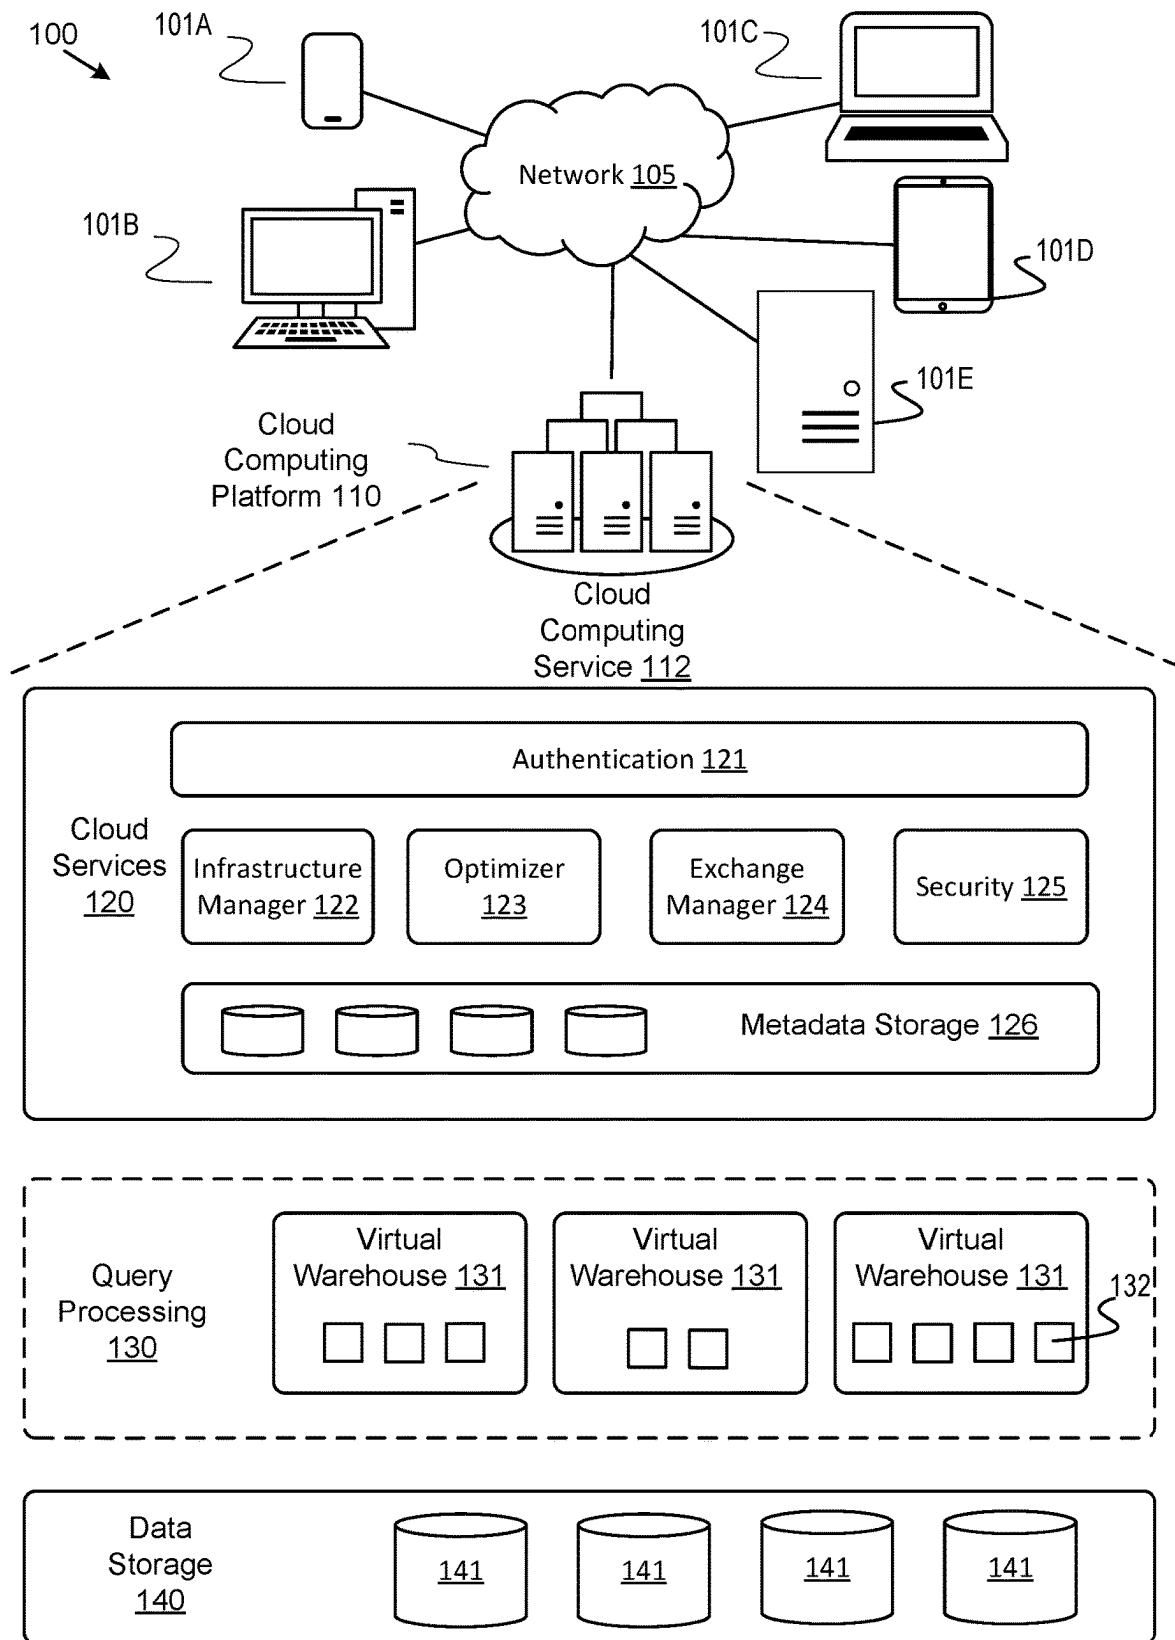 100
101A
101C
Network 105
101B
101D
101E
Cloud
Computing
Platform 110
Cloud
Computing
Service 112
Authentication 121
Cloud
Services
120
Infrastructure
Manager 122
Optimizer
123
Exchange
Manager 124
Security 125
Metadata Storage 126
Query
Processing
130
Virtual
Warehouse 131
Virtual
Warehouse 131
Virtual
Warehouse 131
132
Data
Storage
140
141
141
141
141